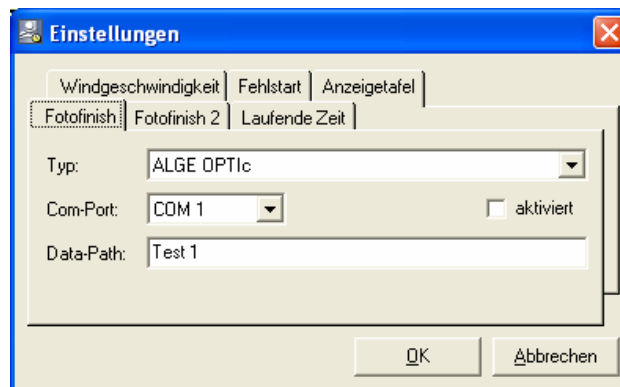 Einstellungen
Windgeschwindigkeit Fehlstart Anzeigetafel
Fotofinish Fotofinish 2 Laufende Zeit
Typ: ALGE OPTIc
Com-Port: COM 1 aktiviert
Data-Path: Test 1
OK Abbrechen